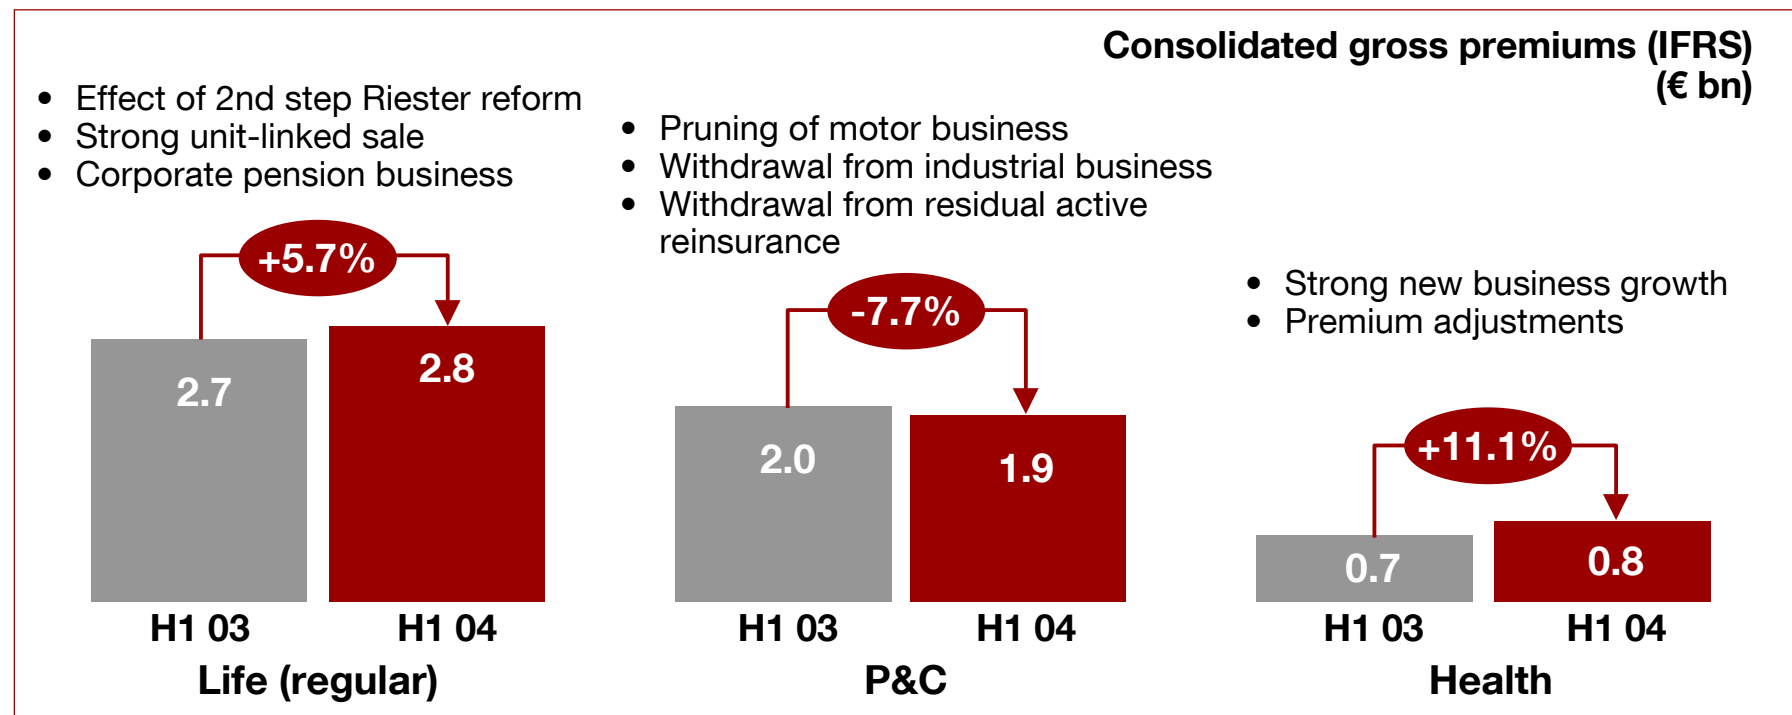 Consolidated gross premiums (IFRS)
(€ bn)
• Effect of 2nd step Riester reform
• Strong unit-linked sale
• Corporate pension business
+5.7%
2.7
2.8
H1 03
H1 04
Life (regular)
• Pruning of motor business
• Withdrawal from industrial business
• Withdrawal from residual active
reinsurance
-7.7%
2.0
1.9
H1 03
H1 04
P&C
• Strong new business growth
• Premium adjustments
+11.1%
0.7
0.8
H1 03
H1 04
Health